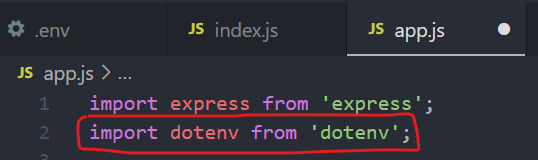 .env
JS index.js
JS app.js
JS app.js > ...
1 import express from 'express';
2 import dotenv from 'dotenv';
3